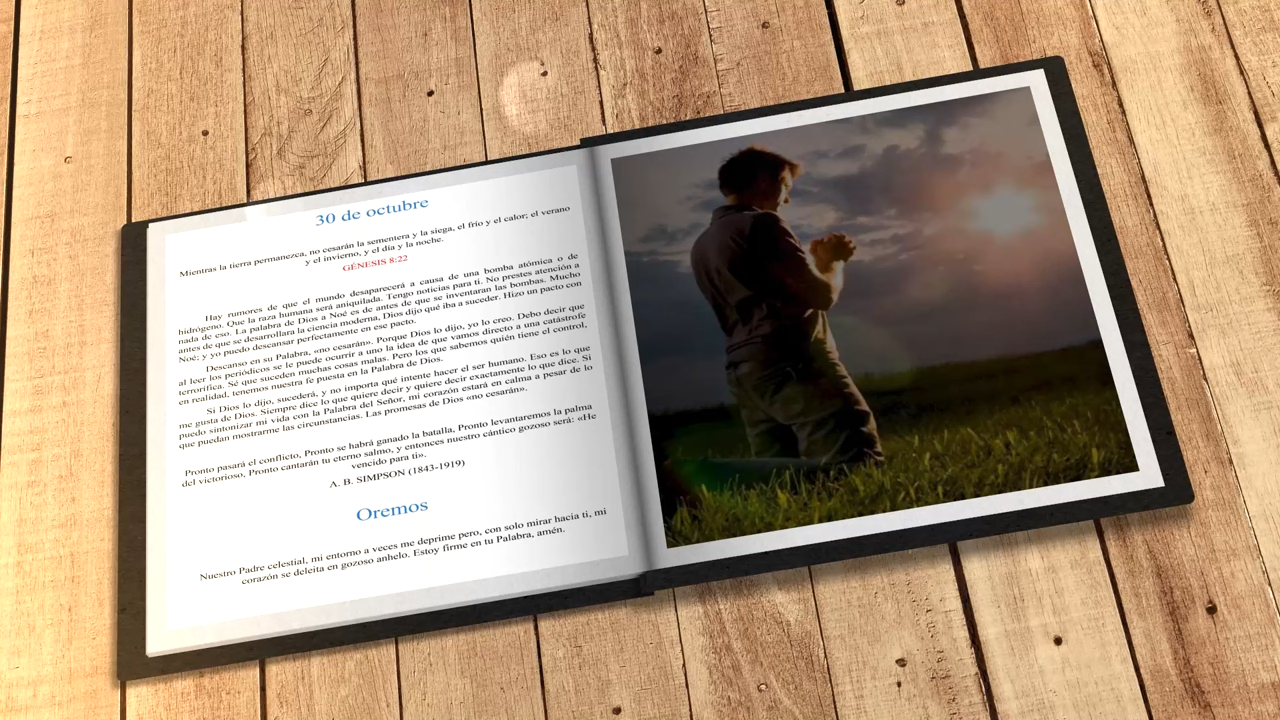 30 de octubre
Mientras la tierra permanezca, no cesarán la sementera y la siega, el frío y el calor; el verano
y el invierno, y el día y la noche.
GÉNESIS 8:22
Hay rumores de que el mundo desaparecerá a causa de una bomba atómica o de
hidrógeno. Que la raza humana será aniquilada. Tengo noticias para ti. No prestes atención a
nada de eso. La palabra de Dios a Noé es de antes de que se inventaran las bombas. Mucho
antes de que se desarrollara la ciencia moderna, Dios dijo qué iba a suceder. Hizo un pacto con
Noé; y yo puedo descansar perfectamente en ese pacto.
Descanso en su Palabra, «no cesarán». Porque Dios lo dijo, yo lo creo. Debo decir que
al leer los periódicos se le puede ocurrir a uno la idea de que vamos directo a una catástrofe
terrorífica. Sé que suceden muchas cosas malas. Pero los que sabemos quién tiene el control,
en realidad, tenemos nuestra fe puesta en la Palabra de Dios.
Si Dios lo dijo, sucederá, y no importa qué intente hacer el ser humano. Eso es lo que
me gusta de Dios. Siempre dice lo que quiere decir y quiere decir exactamente lo que dice. Si
puedo sintonizar mi vida con la Palabra del Señor, mi corazón estará en calma a pesar de lo
que puedan mostrarme las circunstancias. Las promesas de Dios «no cesarán».
Pronto pasará el conflicto, Pronto se habrá ganado la batalla, Pronto levantaremos la palma
del victorioso, Pronto cantarán tu eterno salmo, y entonces nuestro cántico gozoso será: «He
vencido para ti».
A. B. SIMPSON (1843-1919)
Oremos
Nuestro Padre celestial, mi entorno a veces me deprime pero, con solo mirar hacia ti, mi
corazón se deleita en gozoso anhelo. Estoy firme en tu Palabra, amén.